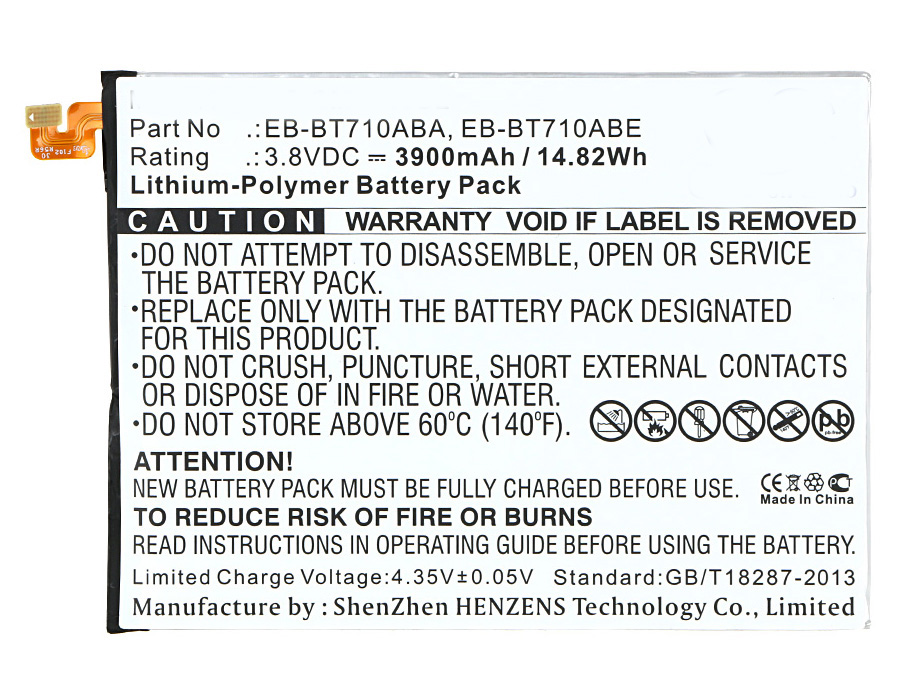 Part No .:EB-BT710ABA, EB-BT710ABE
Rating .:3.8VDC ⎓ 3900mAh / 14.82Wh
Lithium-Polymer Battery Pack
CAUTION WARRANTY VOID IF LABEL IS REMOVED
•DO NOT ATTEMPT TO DISASSEMBLE, OPEN OR SERVICE
THE BATTERY PACK.
•REPLACE ONLY WITH THE BATTERY PACK DESIGNATED
FOR THIS PRODUCT.
•DO NOT CRUSH, PUNCTURE, SHORT EXTERNAL CONTACTS
OR DISPOSE OF IN FIRE OR WATER.
•DO NOT STORE ABOVE 60ºC (140ºF).
pb
ATTENTION!
NEW BATTERY PACK MUST BE FULLY CHARGED BEFORE USE.
CE
Made In China
TO REDUCE RISK OF FIRE OR BURNS
READ INSTRUCTIONS IN OPERATING GUIDE BEFORE USING THE BATTERY.
Limited Charge Voltage:4.35V±0.05V Standard:GB/T18287-2013
Manufacture by : ShenZhen HENZENS Technology Co., Limited